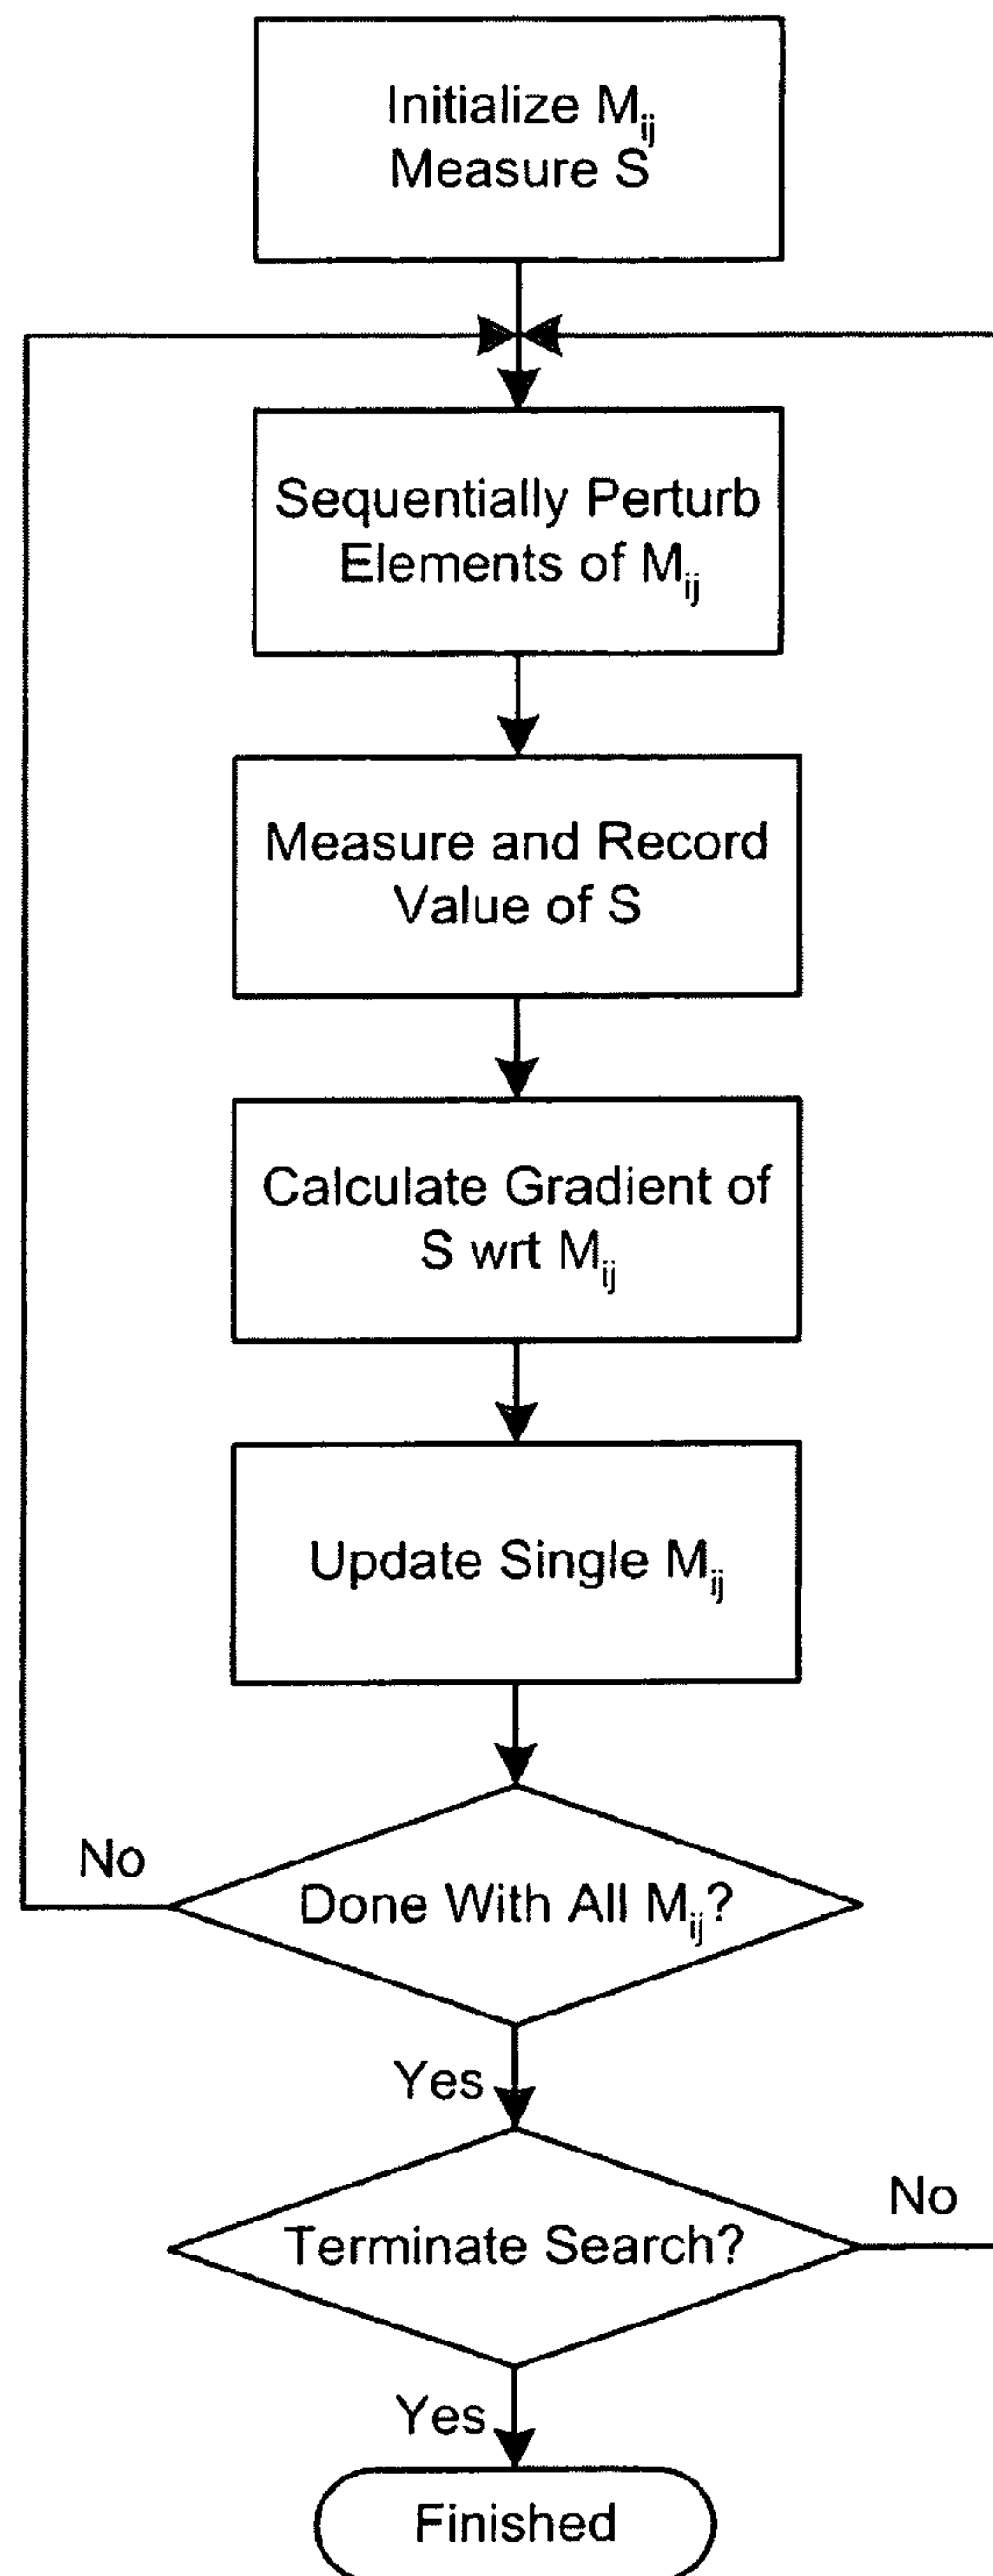 Initialize M_ij
Measure S
Sequentially Perturb
Elements of M_ij
Measure and Record
Value of S
Calculate Gradient of
S wrt M_ij
Update Single M_ij
No
Done With All M_ij?
Yes
Terminate Search?
No
Yes
Finished